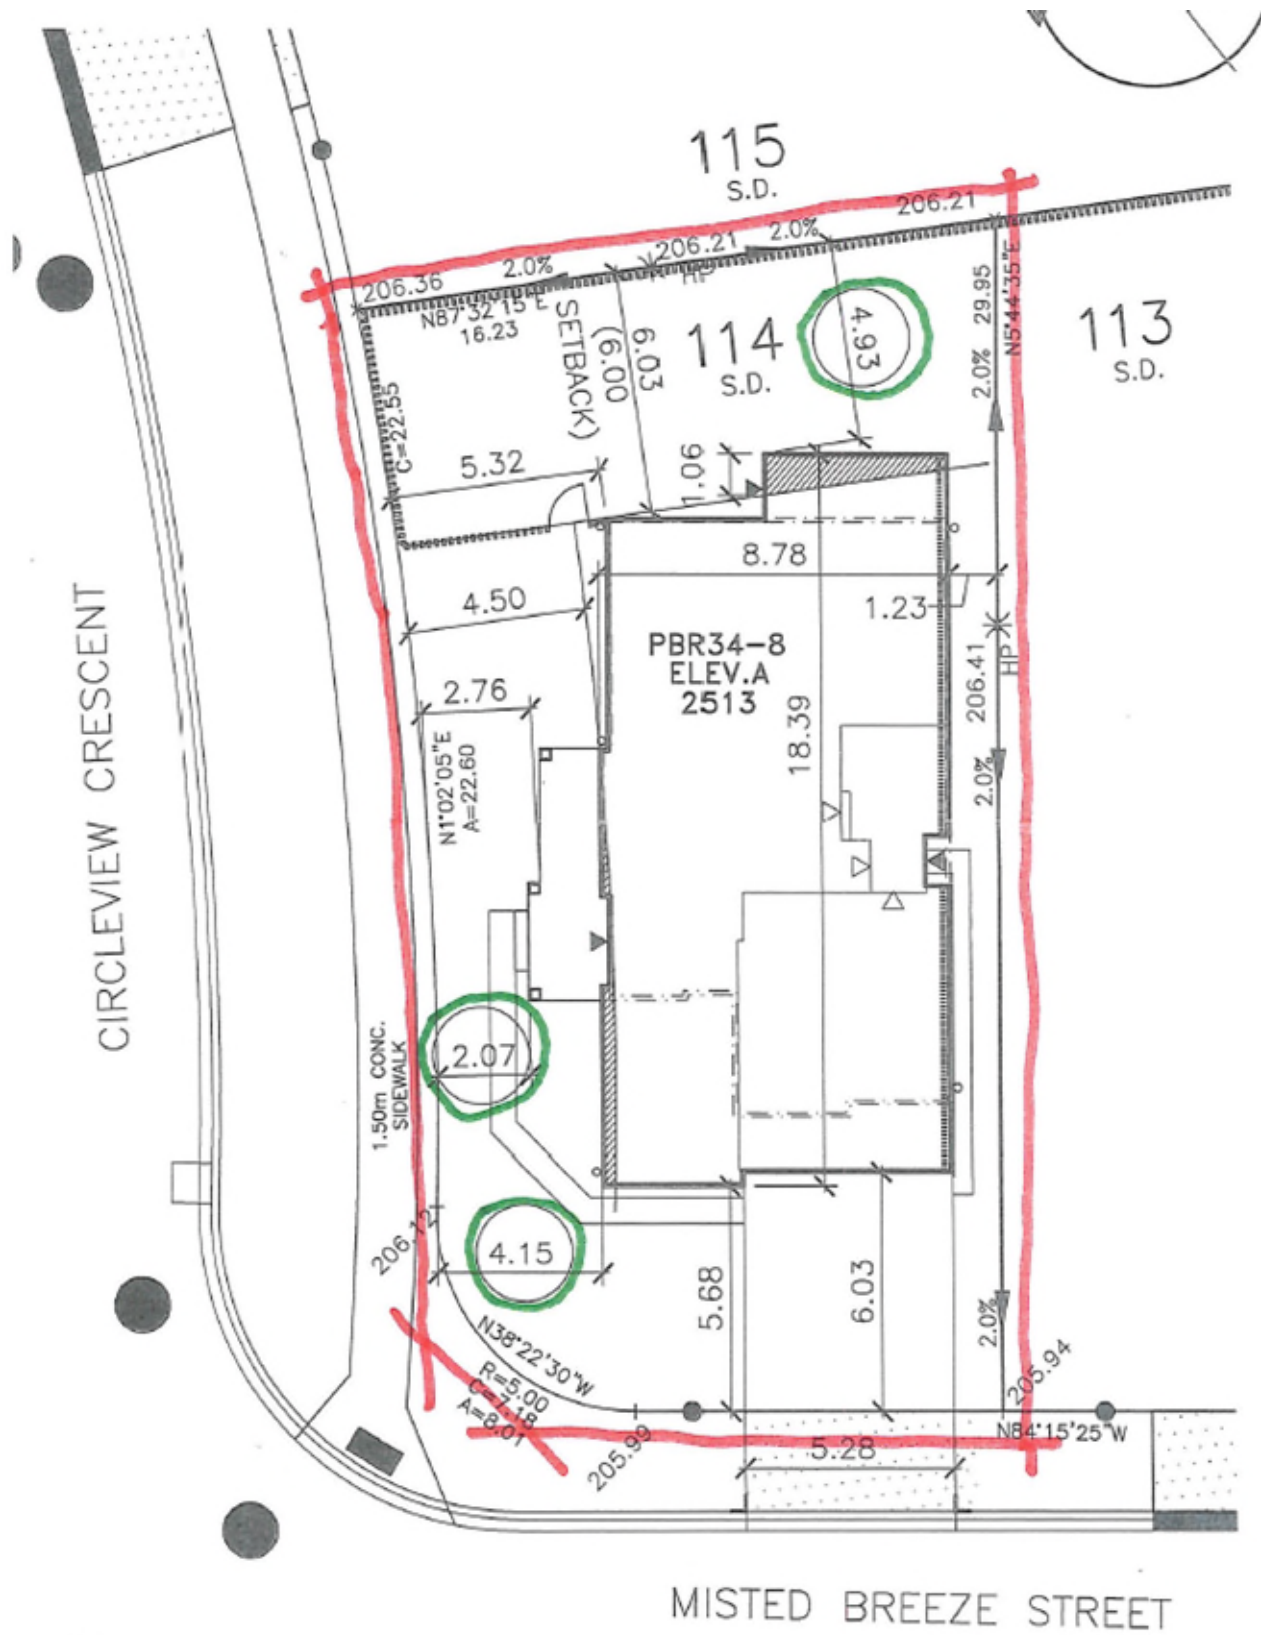 115
S.D.
206.21
2.0%
206.21
HP
2.0%
206.36
N87°32'15"E
16.23
SETBACK)
(6.00
6.03
114
S.D.
4.93
29.95
N5°44'35"E
2.0%
113
S.D.
C=22.55
5.32
1.06
8.78
4.50
1.23
PBR34-8
ELEV.A
2513
206.41
HP
2.76
18.39
N1°02'05"E
A=22.60
2.0%
CIRCLEVIEW CRESCENT
1.50m CONC.
SIDEWALK
2.07
206.12
4.15
5.68
6.03
2.0%
N38°22'30"W
R=5.00
C=7.18
A=8.01
205.94
205.99
N84°15'25"W
5.28
MISTED BREEZE STREET